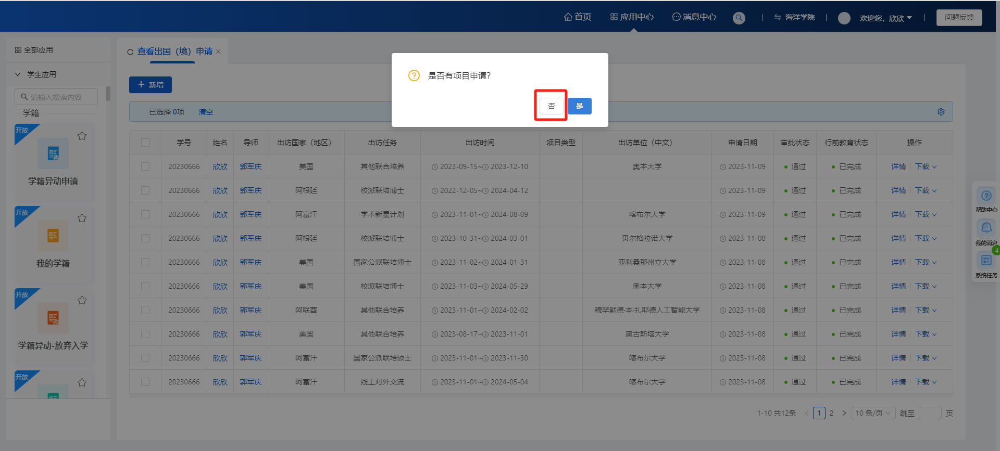 首页 应用中心 消息中心 海洋学院 欢迎您，欣欣 问题反馈
全部应用
查看出国（境）申请
学生应用
是否有项目申请?
新增
请输入搜索内容
否 是
已选择 0项 清空
学籍
开放
学籍异动申请
开放
我的学籍
开放
学籍异动-放弃入学
开放
学号 姓名 导师 出访国家（地区） 出访任务 出访时间 项目类型 出访单位（中文） 申请日期 审批状态 行前教育状态 操作
20230666 欣欣 郭军庆 美国 其他联合培养 2023-09-15~ 2023-12-10 奥本大学 2023-11-09 通过 已完成 详情 下载
20230666 欣欣 郭军庆 阿根廷 校派联培博士 2022-12-05~ 2024-04-12 2023-11-09 通过 已完成 详情 下载
20230666 欣欣 郭军庆 阿富汗 学术新星计划 2023-11-01~ 2024-08-09 喀布尔大学 2023-11-09 通过 已完成 详情 下载
20230666 欣欣 郭军庆 阿根廷 校派联培博士 2023-10-31~ 2024-03-01 贝尔格拉诺大学 2023-11-08 通过 已完成 详情 下载
20230666 欣欣 郭军庆 美国 国家公派联培博士 2023-11-02~ 2024-01-31 亚利桑那州立大学 2023-11-08 通过 已完成 详情 下载
20230666 欣欣 郭军庆 美国 校派联培博士 2023-11-03~ 2024-05-29 奥本大学 2023-11-08 通过 已完成 详情 下载
20230666 欣欣 郭军庆 阿联酋 其他联合培养 2023-11-01~ 2024-02-02 穆罕默德·本·扎耶德人工智能大学 2023-11-08 通过 已完成 详情 下载
20230666 欣欣 郭军庆 美国 其他联合培养 2023-08-17~ 2023-11-01 奥古斯塔大学 2023-11-08 通过 已完成 详情 下载
20230666 欣欣 郭军庆 阿富汗 国家公派联培硕士 2023-11-01~ 2023-11-30 喀布尔大学 2023-11-08 通过 已完成 详情 下载
20230666 欣欣 郭军庆 阿富汗 线上对外交流 2023-11-01~ 2024-05-04 喀布尔大学 2023-11-08 通过 已完成 详情 下载
1-10 共12条 < 1 2 > 10 条/页 跳至 页
帮助中心
我的消息
4
系统任务